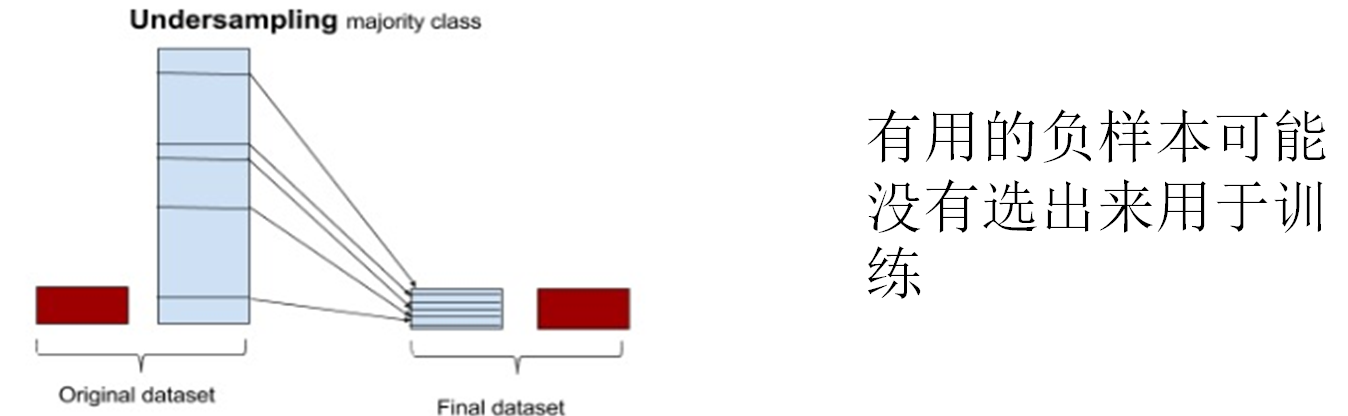 Undersampling majority class
Original dataset
Final dataset
有用的负样本可能
没有选出来用于训
练